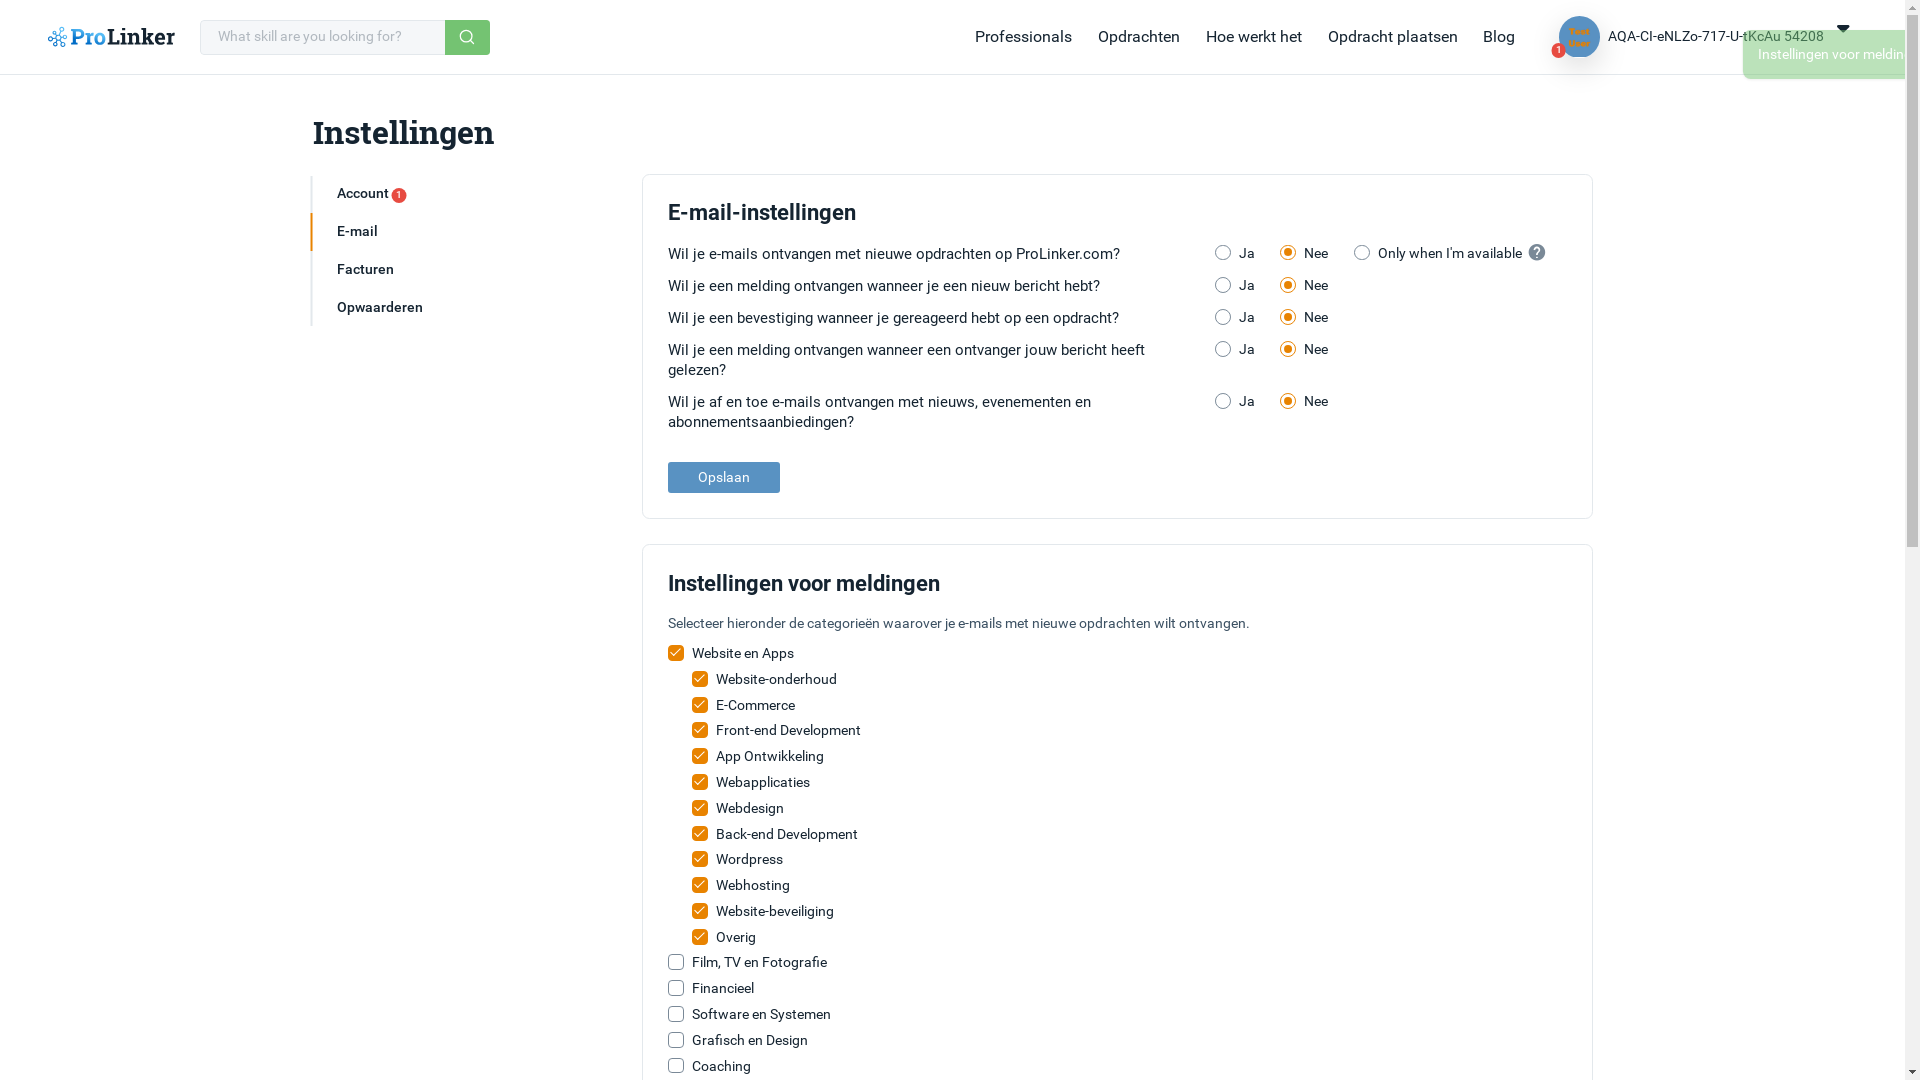 ProLinker
What skill are you looking for?
Professionals
Opdrachten
Hoe werkt het
Opdracht plaatsen
Blog
Test
User
1
AQA-CI-eNLZo-717-U-tKcAu 54208
Instellingen voor meldin
Instellingen
Account 1
E-mail
Facturen
Opwaarderen
E-mail-instellingen
Wil je e-mails ontvangen met nieuwe opdrachten op ProLinker.com? Ja Nee Only when I'm available ?
Wil je een melding ontvangen wanneer je een nieuw bericht hebt? Ja Nee
Wil je een bevestiging wanneer je gereageerd hebt op een opdracht? Ja Nee
Wil je een melding ontvangen wanneer een ontvanger jouw bericht heeft Ja Nee
gelezen?
Wil je af en toe e-mails ontvangen met nieuws, evenementen en Ja Nee
abonnementsaanbiedingen?
Opslaan
Instellingen voor meldingen
Selecteer hieronder de categorieën waarover je e-mails met nieuwe opdrachten wilt ontvangen.
Website en Apps
Website-onderhoud
E-Commerce
Front-end Development
App Ontwikkeling
Webapplicaties
Webdesign
Back-end Development
Wordpress
Webhosting
Website-beveiliging
Overig
Film, TV en Fotografie
Financieel
Software en Systemen
Grafisch en Design
Coaching